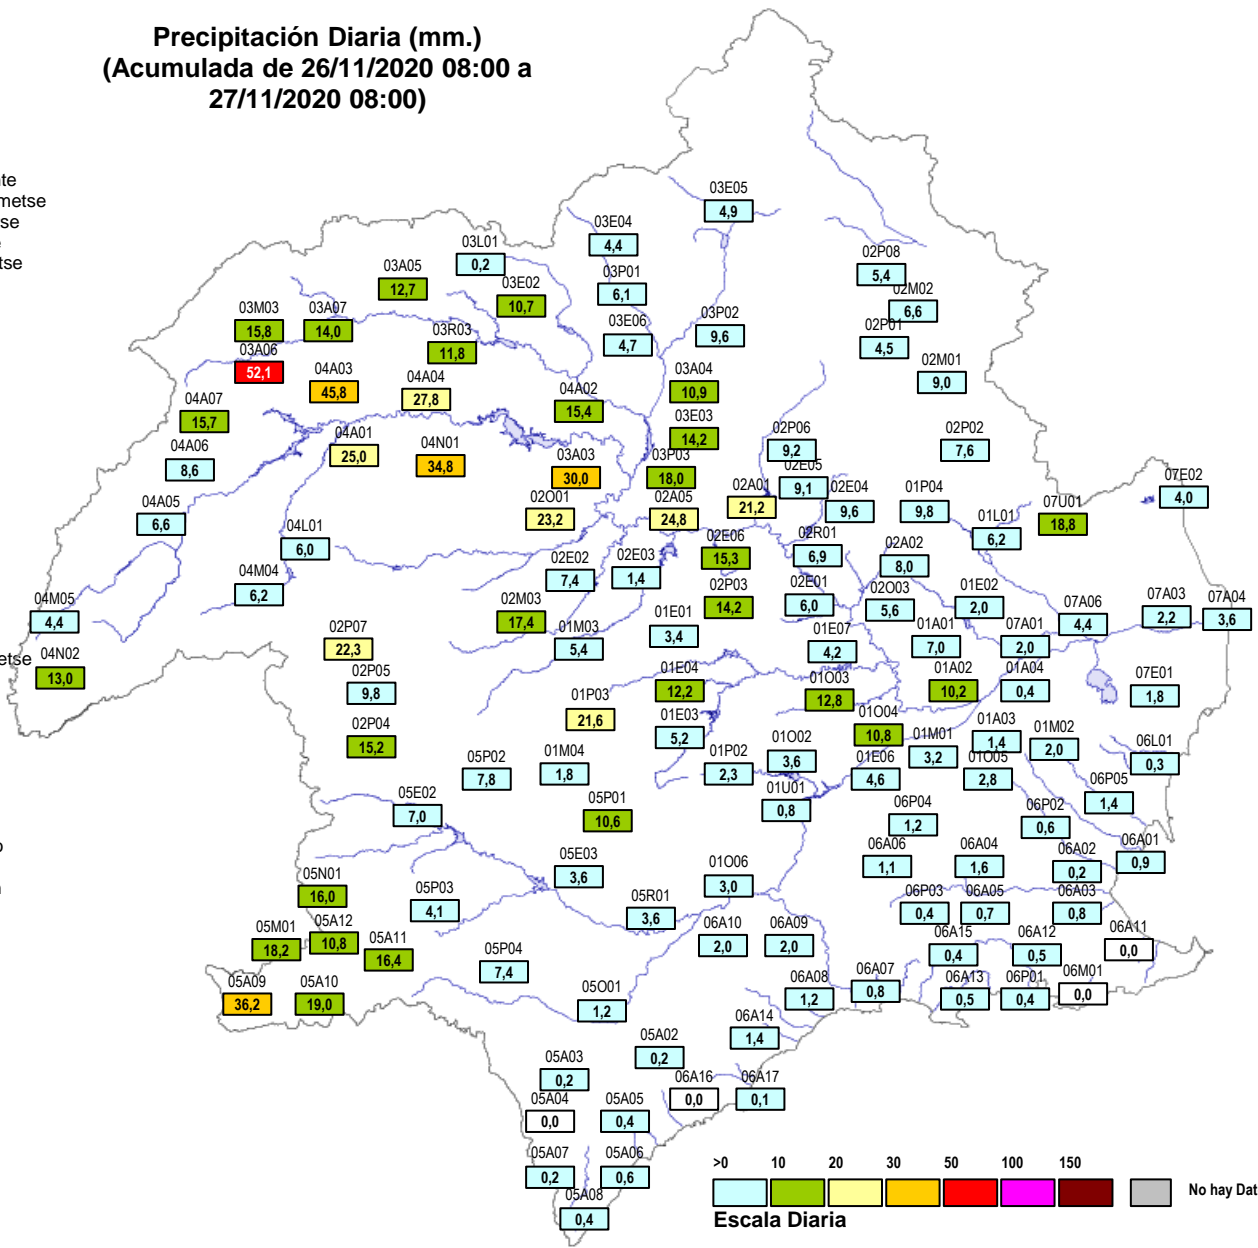 Precipitación Diaria (mm.)
(Acumulada de 26/11/2020 08:00 a
27/11/2020 08:00)
nte
metse
se
e
tse
03E05
4,9
03E04
4,4
03L01
0,2
02P08
5,4
03A05
12,7
03P01
6,1
03E02
10,7
02M02
6,6
03M03
15,8
03A07
14,0
03E06
4,7
03P02
9,6
03R03
11,8
02P01
4,5
03A06
52,1
04A03
45,8
04A04
27,8
03A04
10,9
02M01
9,0
04A07
15,7
04A02
15,4
03E03
14,2
04A06
8,6
04A01
25,0
04N01
34,8
03A03
30,0
03P03
18,0
02P06
9,2
02P02
7,6
02E05
9,1
07E02
4,0
04A05
6,6
02O01
23,2
02A05
24,8
02A01
21,2
02E04
9,6
01P04
9,8
07U01
18,8
04L01
6,0
01L01
6,2
02E06
15,3
02R01
6,9
02A02
8,0
04M04
6,2
02E02
7,4
02E03
1,4
04M05
4,4
02M03
17,4
02P03
14,2
02E01
6,0
02O03
5,6
01E02
2,0
07A06
4,4
07A03
2,2
07A04
3,6
01E01
3,4
02P07
22,3
01M03
5,4
01E07
4,2
01A01
7,0
07A01
2,0
etse
04N02
13,0
02P05
9,8
01E04
12,2
01O03
12,8
01A02
10,2
01A04
0,4
07E01
1,8
01P03
21,6
02P04
15,2
01E03
5,2
01O04
10,8
01A03
1,4
01M02
2,0
01M01
3,2
06L01
0,3
05P02
7,8
01M04
1,8
01P02
2,3
01O02
3,6
01E06
4,6
01O05
2,8
05E02
7,0
05P01
10,6
01U01
0,8
06P05
1,4
06P04
1,2
06P02
0,6
o
06A01
0,9
05E03
3,6
01O06
3,0
06A06
1,1
06A04
1,6
06A02
0,2
05N01
16,0
05P03
4,1
05R01
3,6
06P03
0,4
06A05
0,7
06A03
0,8
05M01
18,2
05A12
10,8
05A11
16,4
06A10
2,0
06A09
2,0
06A15
0,4
06A12
0,5
06A11
0,0
05P04
7,4
05A09
36,2
05A10
19,0
05O01
1,2
06A08
1,2
06A07
0,8
06A13
0,5
06P01
0,4
06M01
0,0
06A14
1,4
05A02
0,2
05A03
0,2
06A16
0,0
06A17
0,1
05A04
0,0
05A05
0,4
05A07
0,2
05A06
0,6
05A08
0,4
>0 10 20 30 50 100 150
No hay Dat
Escala Diaria